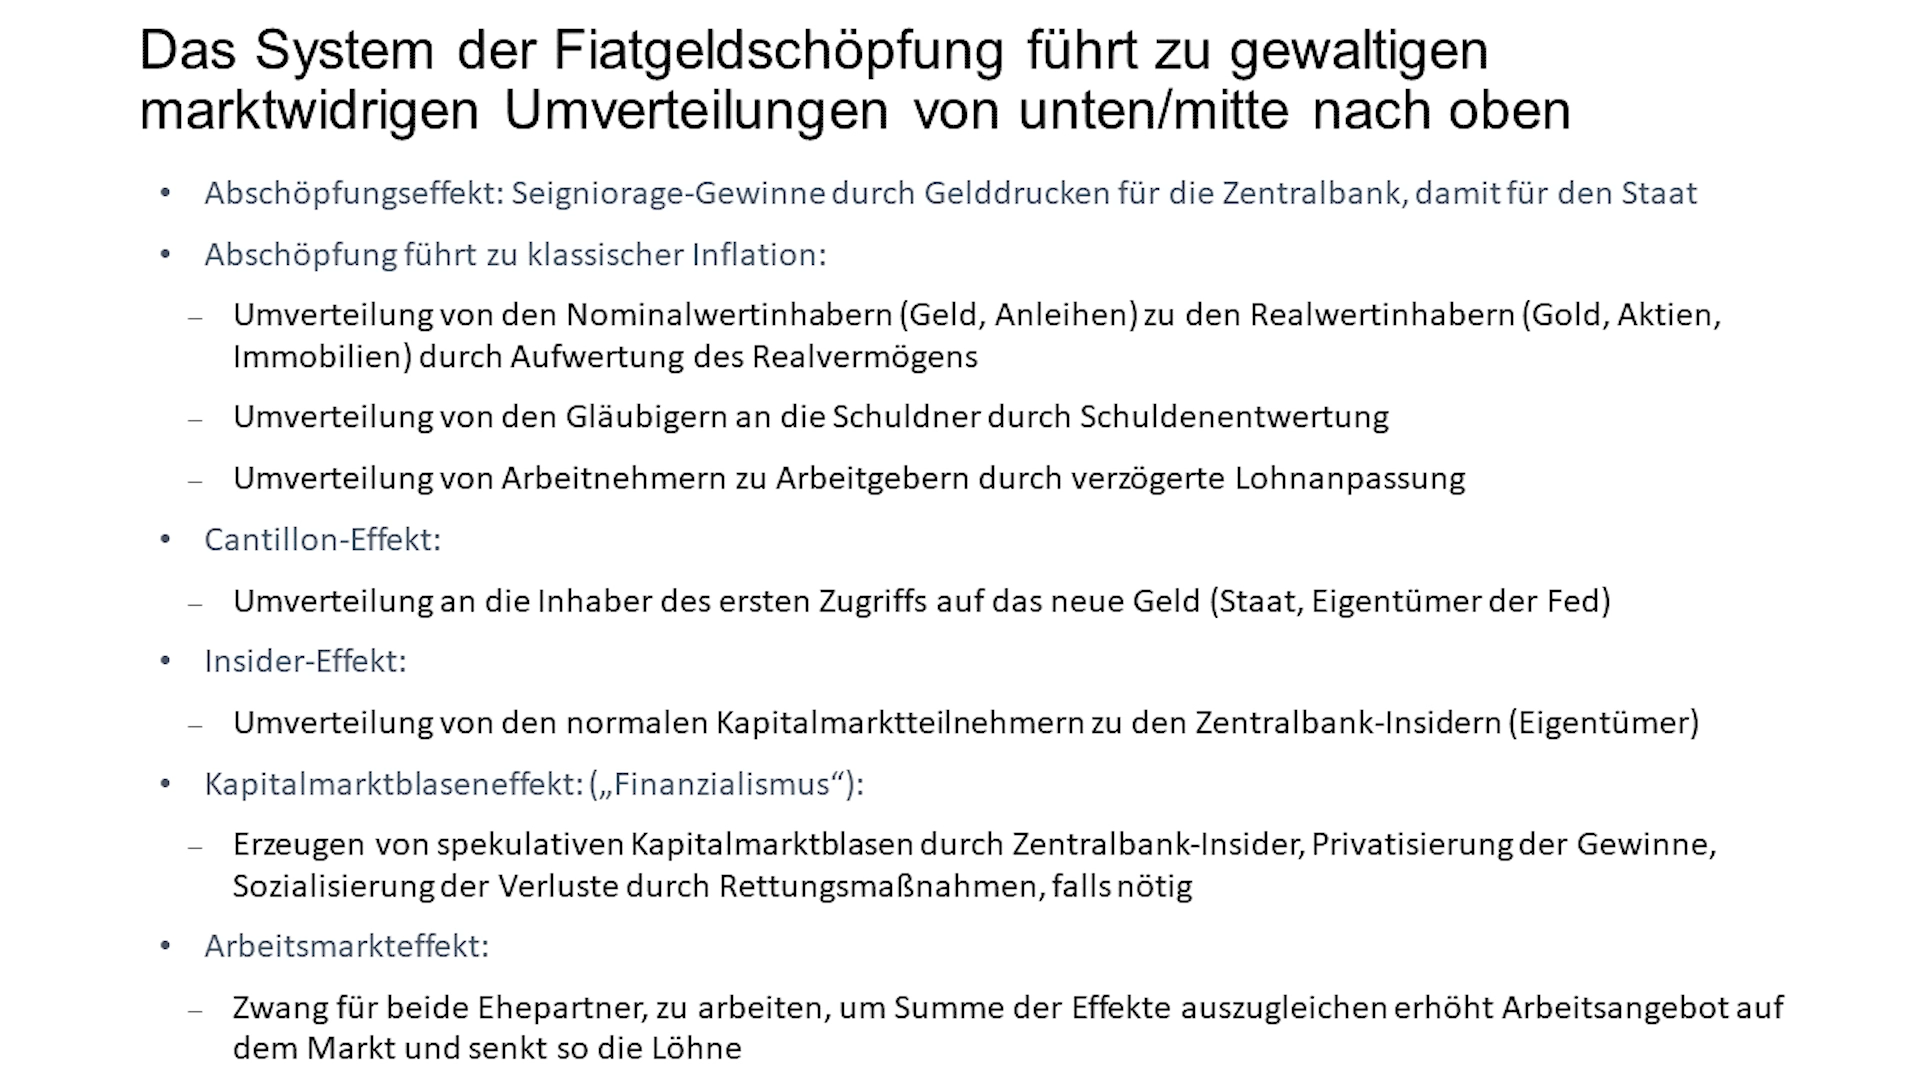 Das System der Fiatgeldschöpfung führt zu gewaltigen
marktwidrigen Umverteilungen von unten/mitte nach oben
• Abschöpfungseffekt: Seigniorage-Gewinne durch Gelddrucken für die Zentralbank, damit für den Staat
• Abschöpfung führt zu klassischer Inflation:
– Umverteilung von den Nominalwertinhabern (Geld, Anleihen) zu den Realwertinhabern (Gold, Aktien,
Immobilien) durch Aufwertung des Realvermögens
– Umverteilung von den Gläubigern an die Schuldner durch Schuldenentwertung
– Umverteilung von Arbeitnehmern zu Arbeitgebern durch verzögerte Lohnanpassung
• Cantillon-Effekt:
– Umverteilung an die Inhaber des ersten Zugriffs auf das neue Geld (Staat, Eigentümer der Fed)
• Insider-Effekt:
– Umverteilung von den normalen Kapitalmarktteilnehmern zu den Zentralbank-Insidern (Eigentümer)
• Kapitalmarktblaseneffekt: („Finanzialismus“):
– Erzeugen von spekulativen Kapitalmarktblasen durch Zentralbank-Insider, Privatisierung der Gewinne,
Sozialisierung der Verluste durch Rettungsmaßnahmen, falls nötig
• Arbeitsmarkteffekt:
– Zwang für beide Ehepartner, zu arbeiten, um Summe der Effekte auszugleichen erhöht Arbeitsangebot auf
dem Markt und senkt so die Löhne